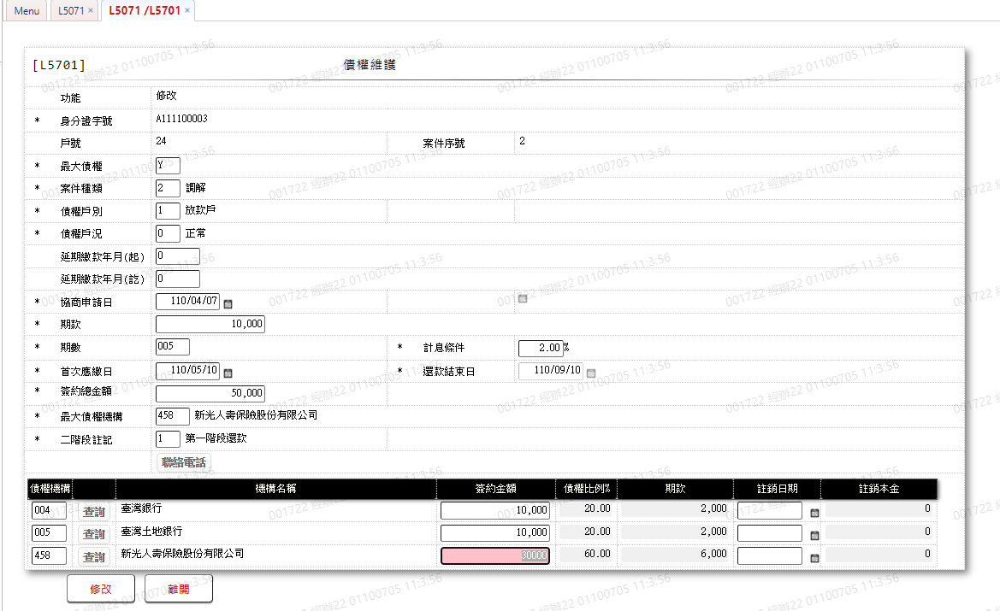 Menu L5071 × L5071 /L5701 ×
[L5701] 債權維護
功能 修改
* 身分證字號 A111100003
戶號 24 案件序號 2
* 最大債權 Y
* 案件種類 2 調解
* 債權戶別 1 放款戶
* 債權戶況 0 正常
延期繳款年月(起) 0
延期繳款年月(訖) 0
* 協商申請日 110/04/07
* 期款 10,000
* 期數 005 * 計息條件 2.00 %
* 首次應繳日 110/05/10 * 還款結束日 110/09/10
* 簽約總金額 50,000
* 最大債權機構 458 新光人壽保險股份有限公司
* 二階段註記 1 第一階段還款
聯絡電話
債權機構 機構名稱 簽約金額 債權比例% 期款 註銷日期 註銷本金
004 查詢 臺灣銀行 10,000 20.00 2,000 0
005 查詢 臺灣土地銀行 10,000 20.00 2,000 0
458 查詢 新光人壽保險股份有限公司 30000 60.00 6,000 0
修改 離開
001722 經辦22 01100705 11:3:56